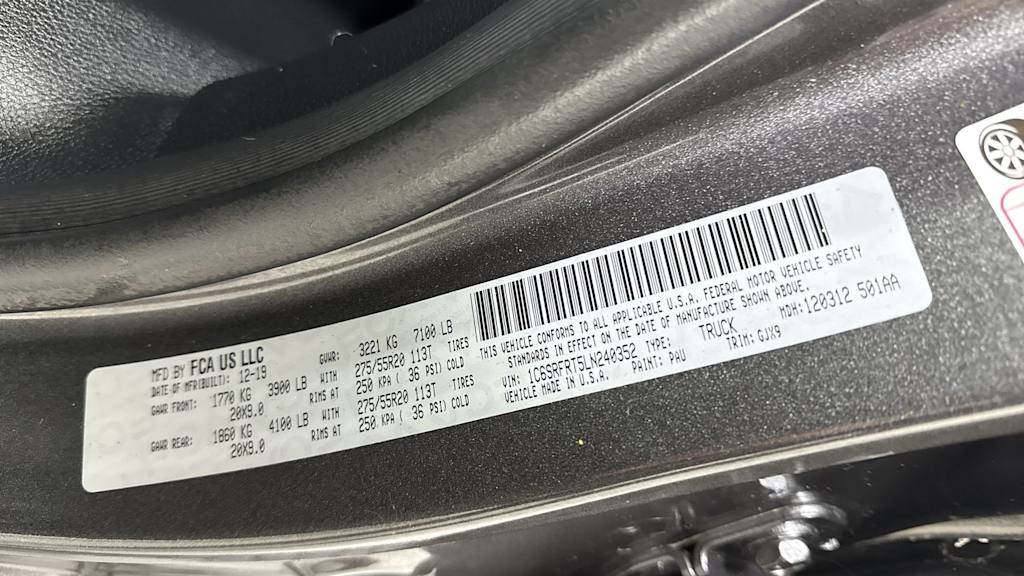 MFD BY FCA US LLC
DATE OF MFR(BUILT): 12-19 GVWR: 3221 KG 7100 LB
GAWR FRONT: 1770 KG 3900 LB WITH 275/55R20 113T TIRES
20X9.0 RIMS AT 250 KPA ( 36 PSI) COLD
GAWR REAR: 1860 KG 4100 LB WITH 275/55R20 113T TIRES
20X9.0 RIMS AT 250 KPA ( 36 PSI) COLD
THIS VEHICLE CONFORMS TO ALL APPLICABLE U.S.A. FEDERAL MOTOR VEHICLE SAFETY
STANDARDS IN EFFECT ON THE DATE OF MANUFACTURE SHOWN ABOVE.
VIN: 1C6SRFRT5LN240352 TYPE: TRUCK MDH: 120312 501AA
VEHICLE MADE IN U.S.A. PAINT: PAU TRIM: GJX9